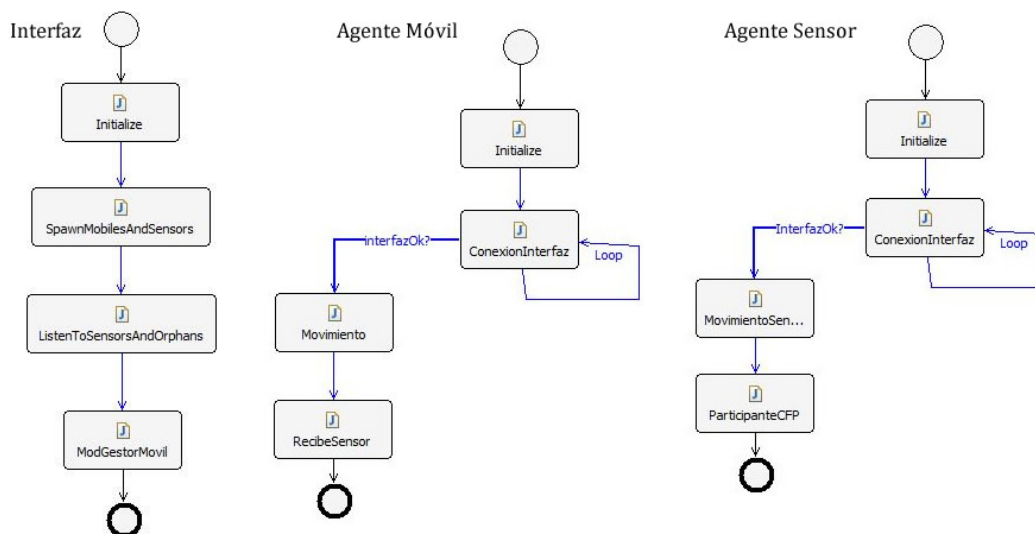 Interfaz
Initialize
SpawnMobilesAndSensors
ListenToSensorsAndOrphans
ModGestorMovil
Agente Móvil
Initialize
ConexionInterfaz
interfazOk?
Loop
Movimiento
RecibeSensor
Agente Sensor
Initialize
ConexionInterfaz
InterfazOk?
Loop
MovimientoSen...
ParticipanteCFP